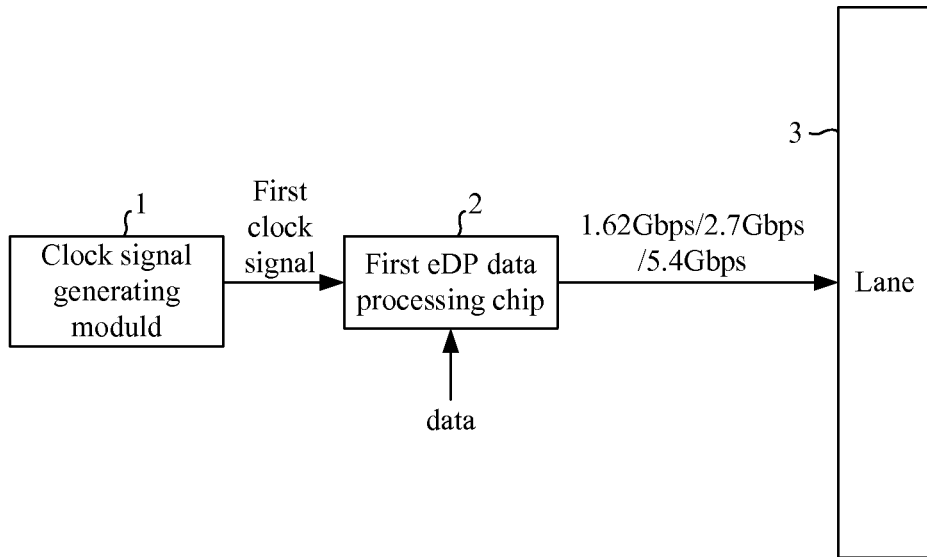 1
Clock signal
generating
moduld
First
clock
signal
2
First eDP data
processing chip
data
1.62Gbps/2.7Gbps
/5.4Gbps
3
Lane